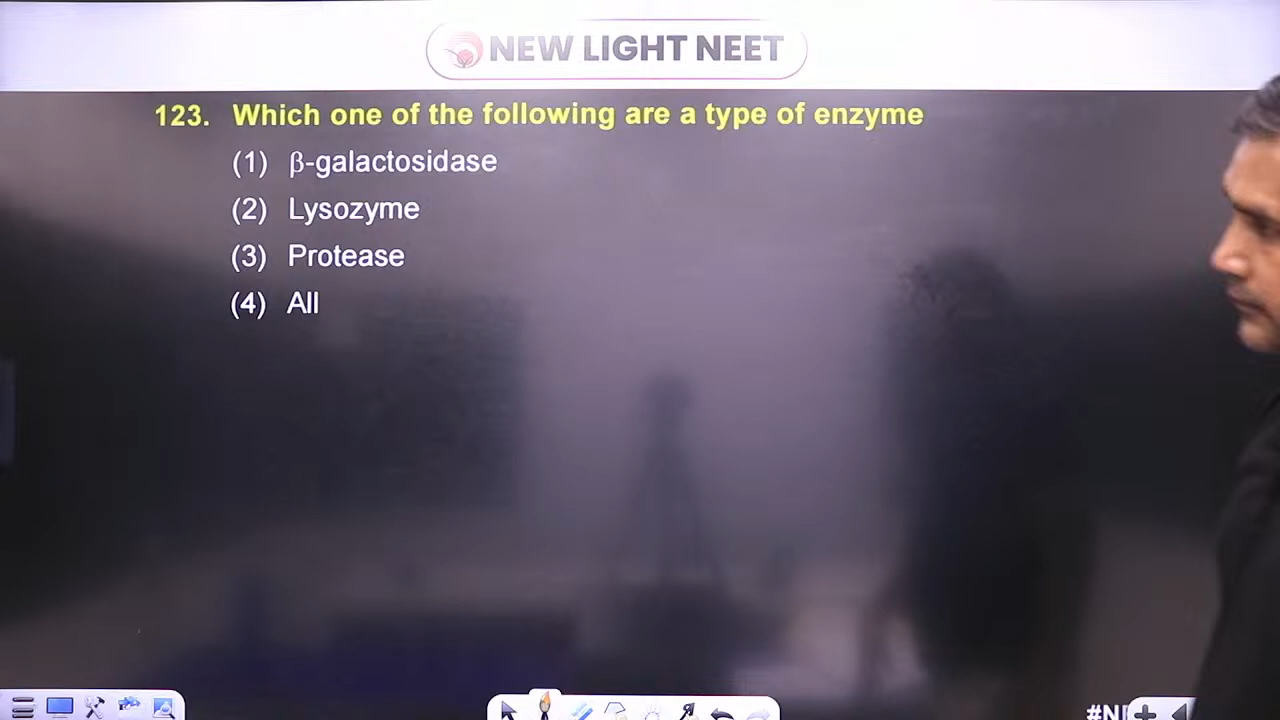 NEW LIGHT NEET
123. Which one of the following are a type of enzyme
(1) β-galactosidase
(2) Lysozyme
(3) Protease
(4) All